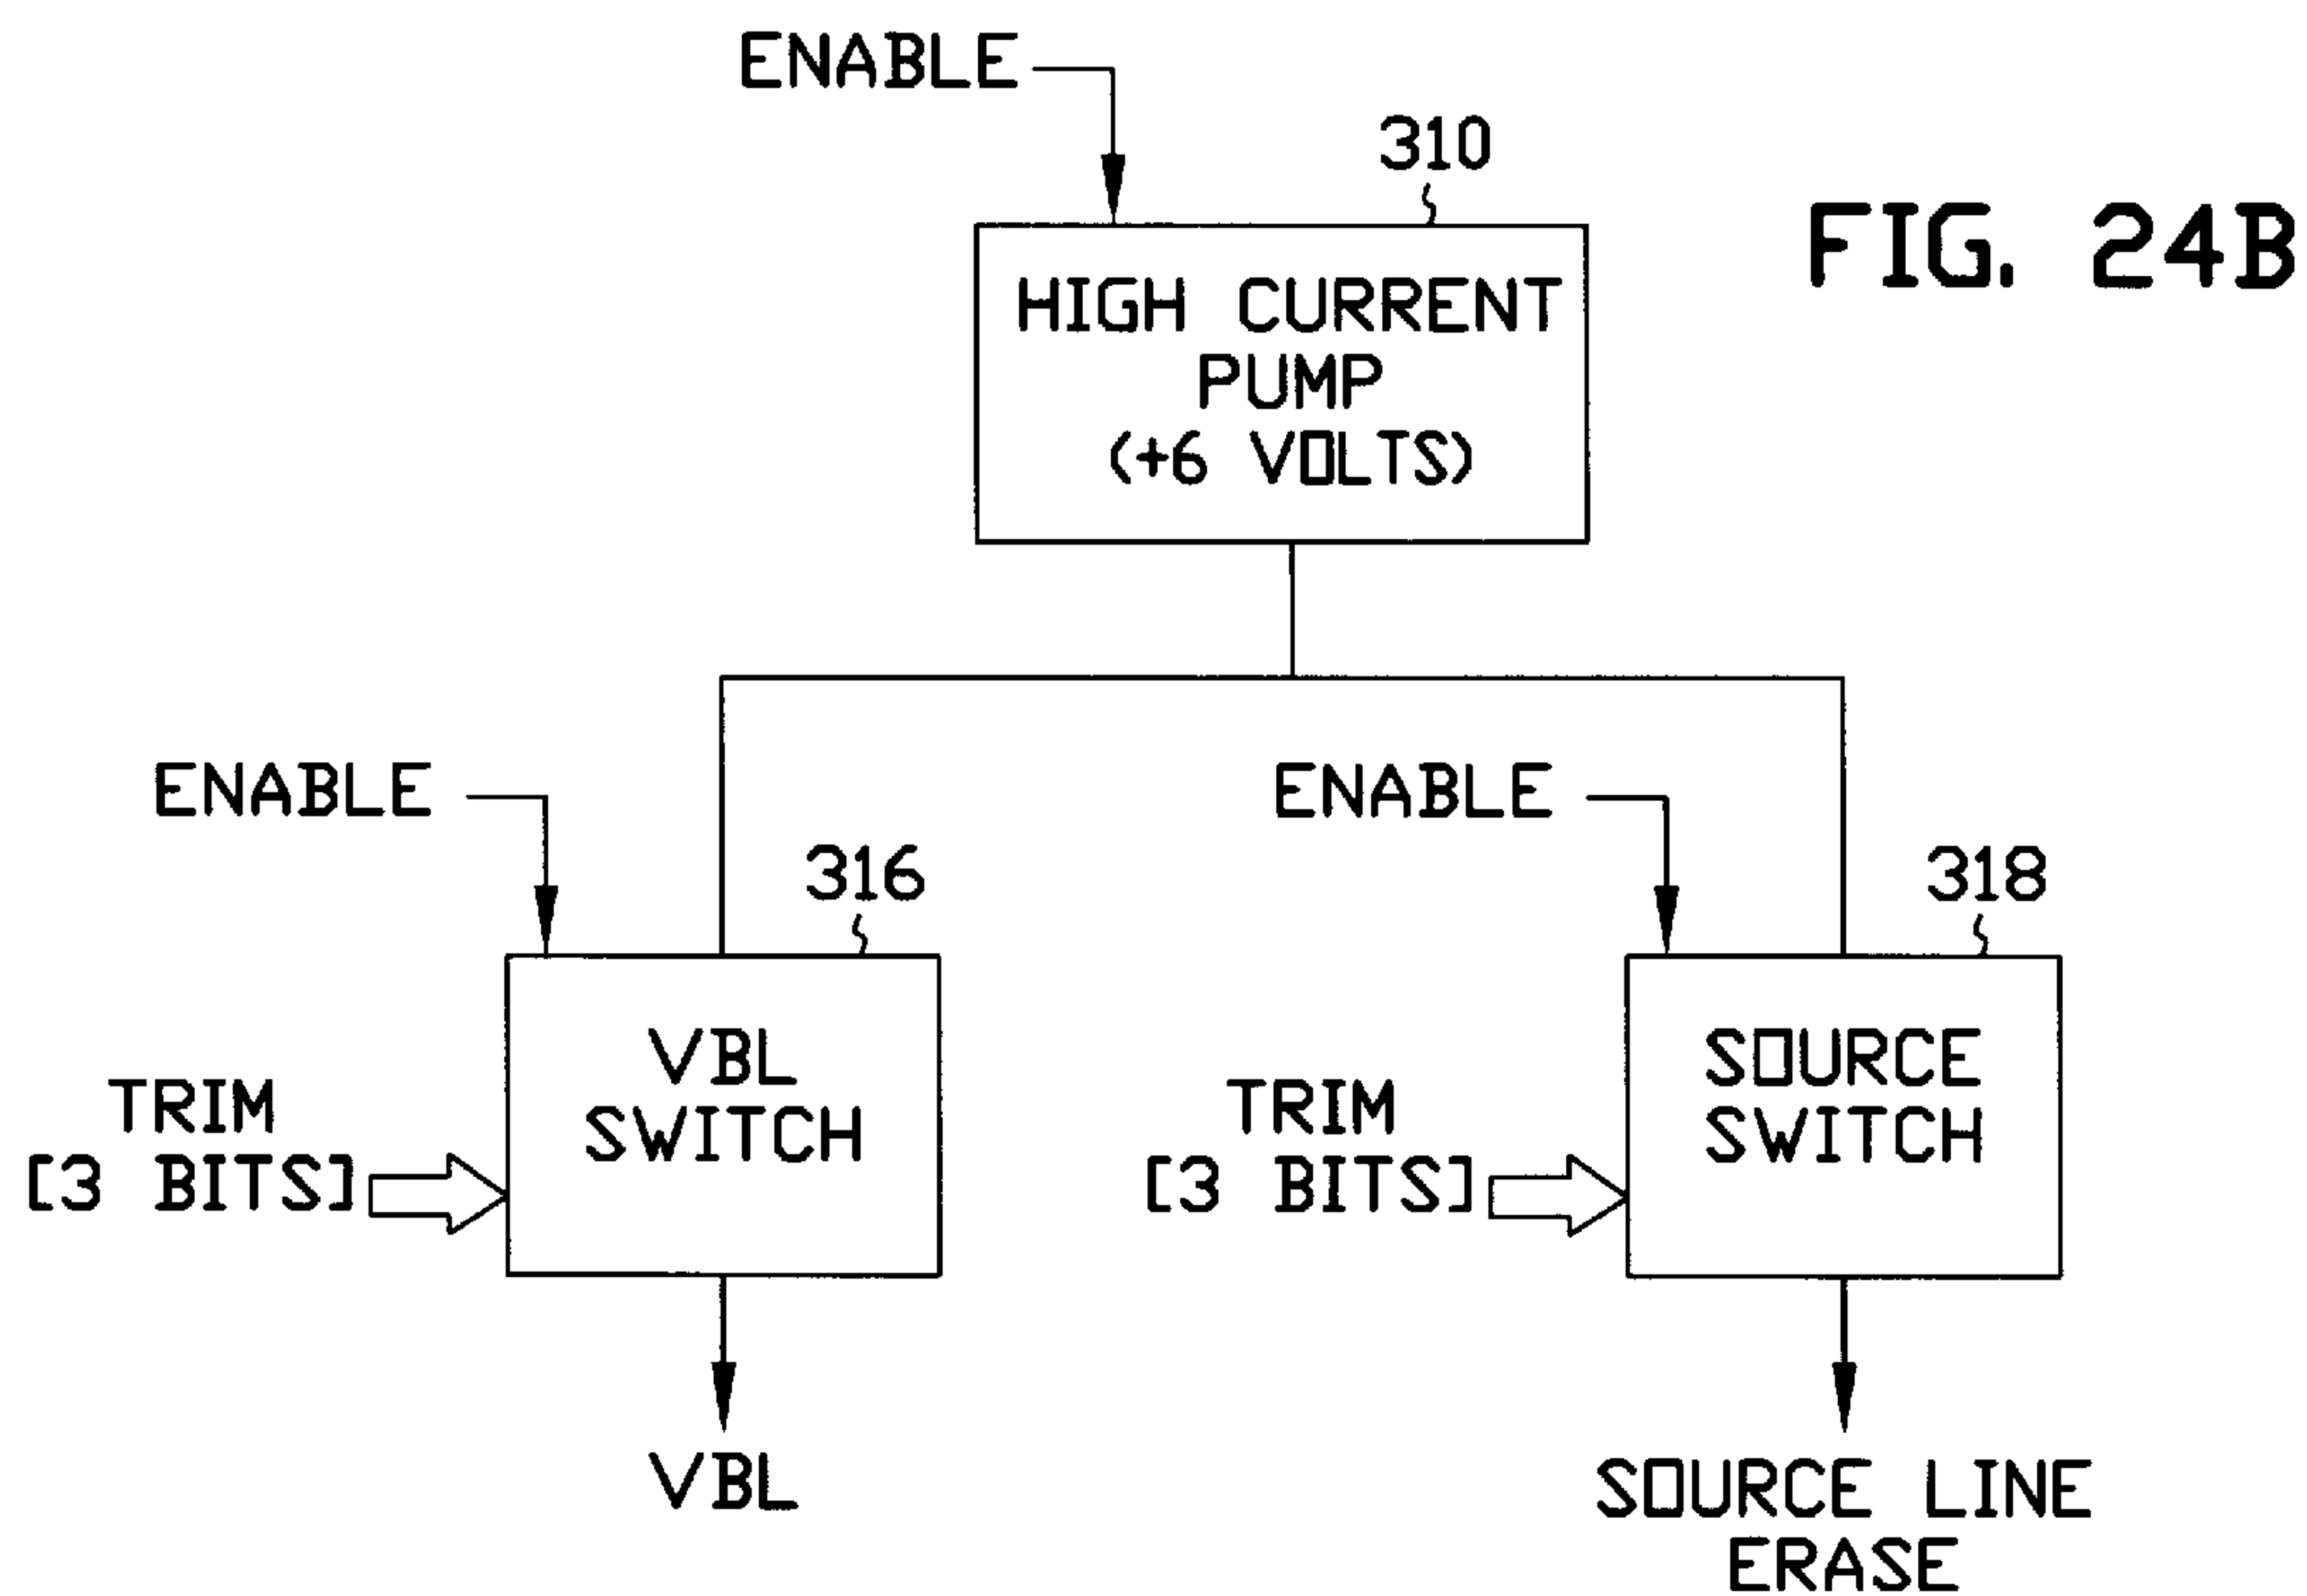 ENABLE
310
FIG. 24B
HIGH CURRENT
PUMP
(+6 VOLTS)
ENABLE
316
ENABLE
318
VBL
SWITCH
TRIM
[3 BITS]
SOURCE
SWITCH
TRIM
[3 BITS]
VBL
SOURCE LINE
ERASE